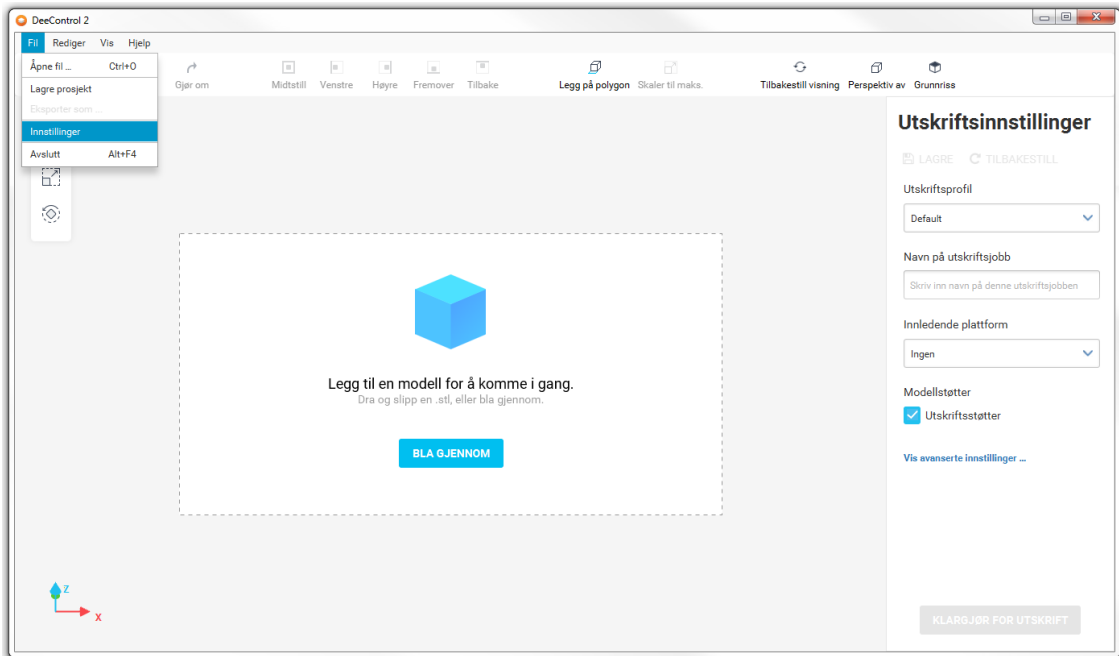 DeeControl 2
Fil Rediger Vis Hjelp
Åpne fil ... Ctrl+O
Lagre prosjekt
Eksporter som ...
Innstillinger
Avslutt Alt+F4
Gjør om Midtstill Venstre Høyre Fremover Tilbake Legg på polygon Skaler til maks. Tilbakestill visning Perspektiv av Grunnriss
Legg til en modell for å komme i gang.
Dra og slipp en .stl, eller bla gjennom.
BLA GJENNOM
Z
X
Utskriftsinnstillinger
LAGRE TILBAKESTILL
Utskriftsprofil
Default
Navn på utskriftsjobb
Skriv inn navn på denne utskriftsjobben
Innledende plattform
Ingen
Modellstøtter
Utskriftsstøtter
Vis avanserte innstillinger ...
KLARGJØR FOR UTSKRIFT